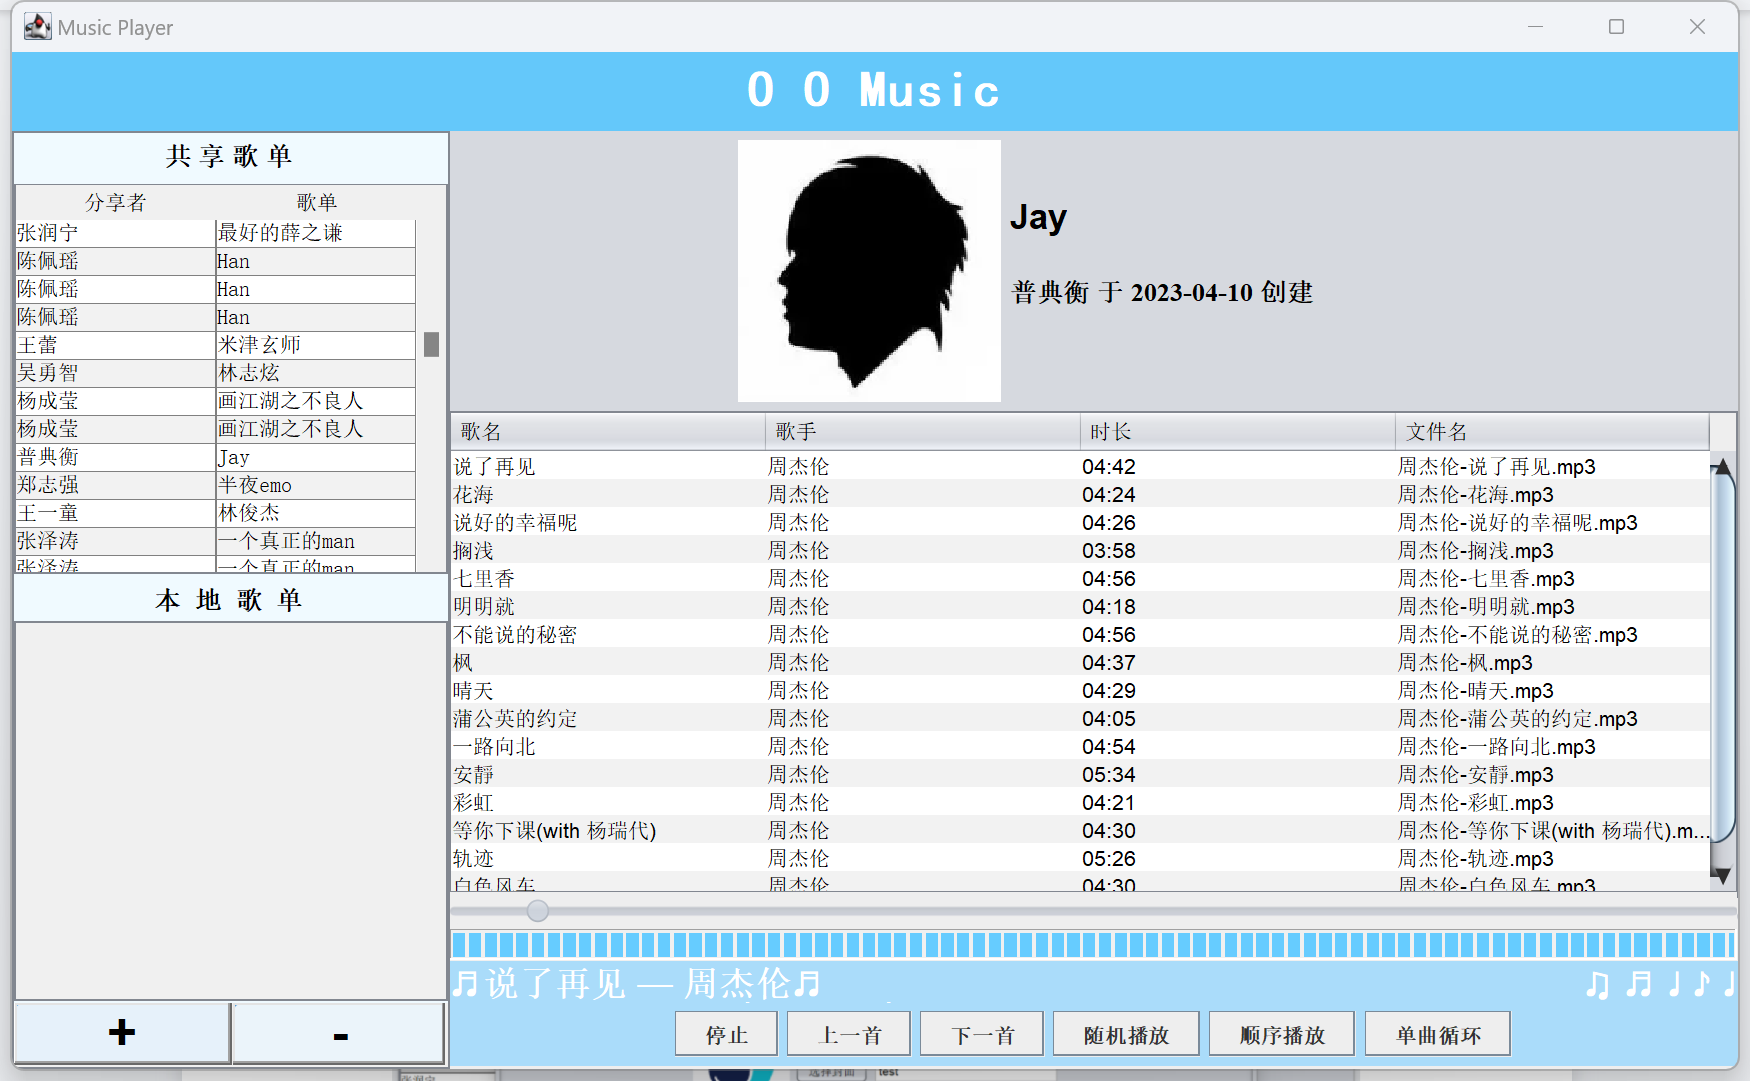 Music Player
O O Music
共享歌单
分享者 歌单
张润宁 最好的薛之谦
陈佩瑶 Han
陈佩瑶 Han
陈佩瑶 Han
王蕾 米津玄师
吴勇智 林志炫
杨成莹 画江湖之不良人
杨成莹 画江湖之不良人
普典衡 Jay
郑志强 半夜emo
王一童 林俊杰
张泽涛 一个真正的man
张泽涛 一个真正的man
本地歌单
+ -
Jay
普典衡 于 2023-04-10 创建
歌名 歌手 时长 文件名
说了再见 周杰伦 04:42 周杰伦-说了再见.mp3
花海 周杰伦 04:24 周杰伦-花海.mp3
说好的幸福呢 周杰伦 04:26 周杰伦-说好的幸福呢.mp3
搁浅 周杰伦 03:58 周杰伦-搁浅.mp3
七里香 周杰伦 04:56 周杰伦-七里香.mp3
明明就 周杰伦 04:18 周杰伦-明明就.mp3
不能说的秘密 周杰伦 04:56 周杰伦-不能说的秘密.mp3
枫 周杰伦 04:37 周杰伦-枫.mp3
晴天 周杰伦 04:29 周杰伦-晴天.mp3
蒲公英的约定 周杰伦 04:05 周杰伦-蒲公英的约定.mp3
一路向北 周杰伦 04:54 周杰伦-一路向北.mp3
安靜 周杰伦 05:34 周杰伦-安靜.mp3
彩虹 周杰伦 04:21 周杰伦-彩虹.mp3
等你下课(with 杨瑞代) 周杰伦 04:30 周杰伦-等你下课(with 杨瑞代).m...
轨迹 周杰伦 05:26 周杰伦-轨迹.mp3
白色风车 周杰伦 04:30 周杰伦-白色风车.mp3
♬说了再见 — 周杰伦♬ ♫ ♬ ♩ ♪ ♩
停止 上一首 下一首 随机播放 顺序播放 单曲循环
选择封面 test